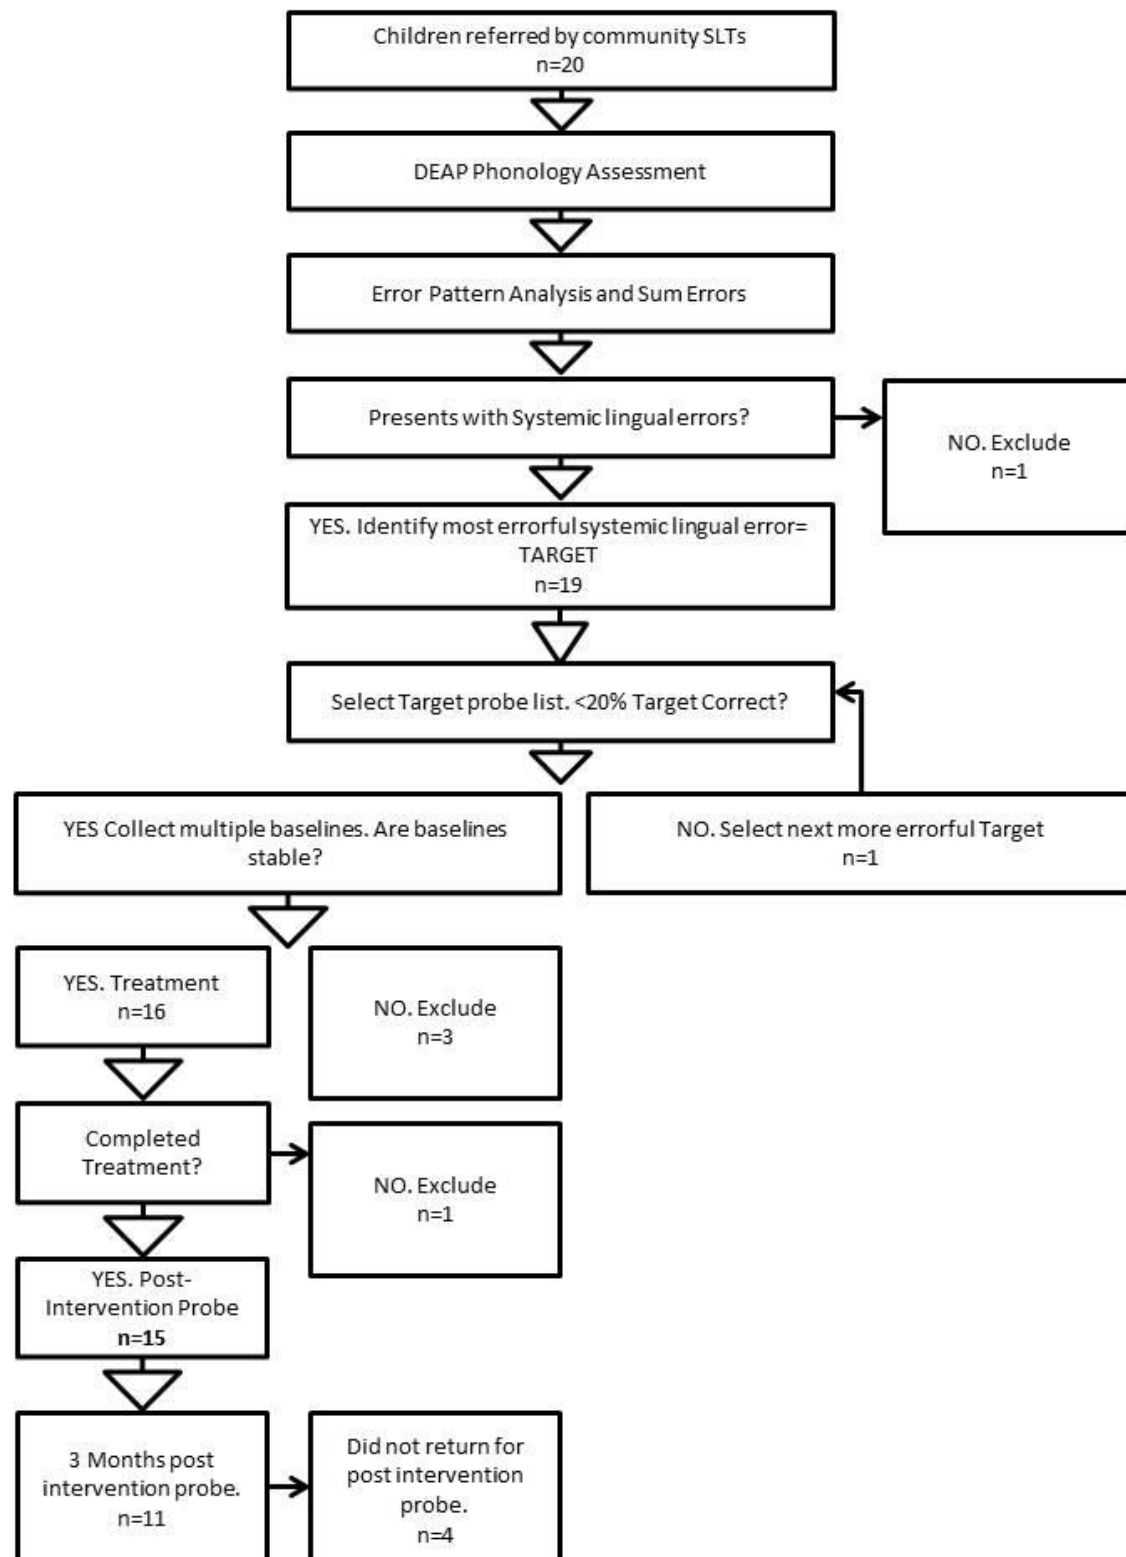 Children referred by community SLTs
n=20
DEAP Phonology Assessment
Error Pattern Analysis and Sum Errors
Presents with Systemic lingual errors?
NO. Exclude
n=1
YES. Identify most errorful systemic lingual error=
TARGET
n=19
Select Target probe list. <20% Target Correct?
YES Collect multiple baselines. Are baselines
stable?
NO. Select next more errorful Target
n=1
YES. Treatment
n=16
NO. Exclude
n=3
Completed
Treatment?
NO. Exclude
n=1
YES. Post-
Intervention Probe
n=15
3 Months post
intervention probe.
n=11
Did not return for
post intervention
probe.
n=4